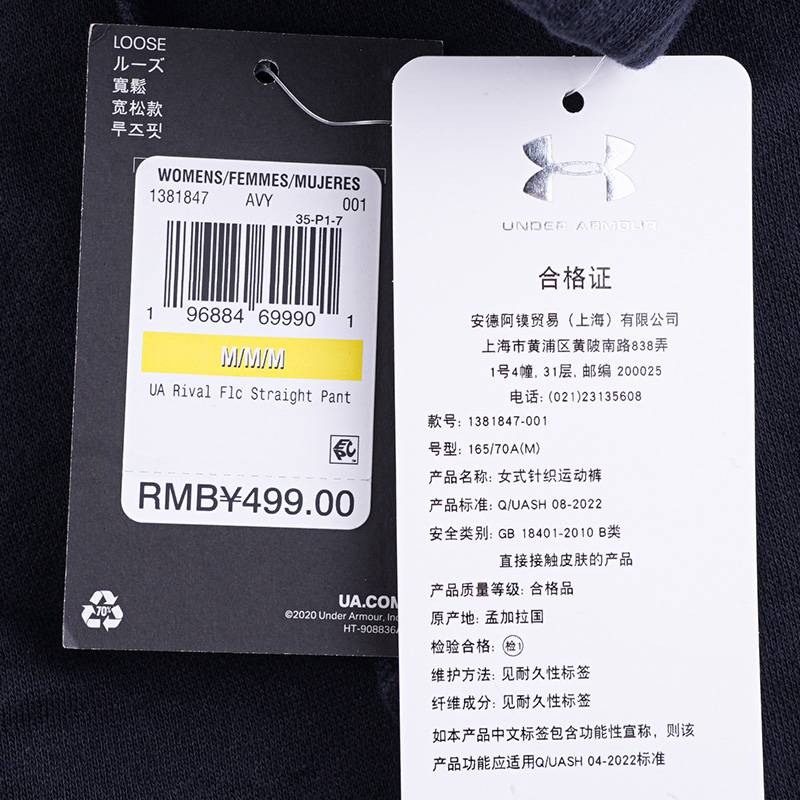 LOOSE
ルーズ
寬鬆
宽松款
루즈핏
WOMENS/FEMMES/MUJERES
1381847 AVY 001
35-P1-7
1 96884 69990 1
M/M/M
UA Rival Flc Straight Pant
RMB¥499.00
70%
UA.COM
©2020 Under Armour, Inc
HT-908836A
UNDER ARMOUR
合格证
安德阿镆贸易（上海）有限公司
上海市黄浦区黄陂南路838弄
1号4幢, 31层, 邮编 200025
电话: (021)23135608
款号: 1381847-001
号型: 165/70A(M)
产品名称: 女式针织运动裤
产品标准: Q/UASH 08-2022
安全类别: GB 18401-2010 B类
直接接触皮肤的产品
产品质量等级: 合格品
原产地: 孟加拉国
检验合格: 检1
维护方法: 见耐久性标签
纤维成分: 见耐久性标签
如本产品中文标签包含功能性宣称，则该
产品功能应适用Q/UASH 04-2022标准